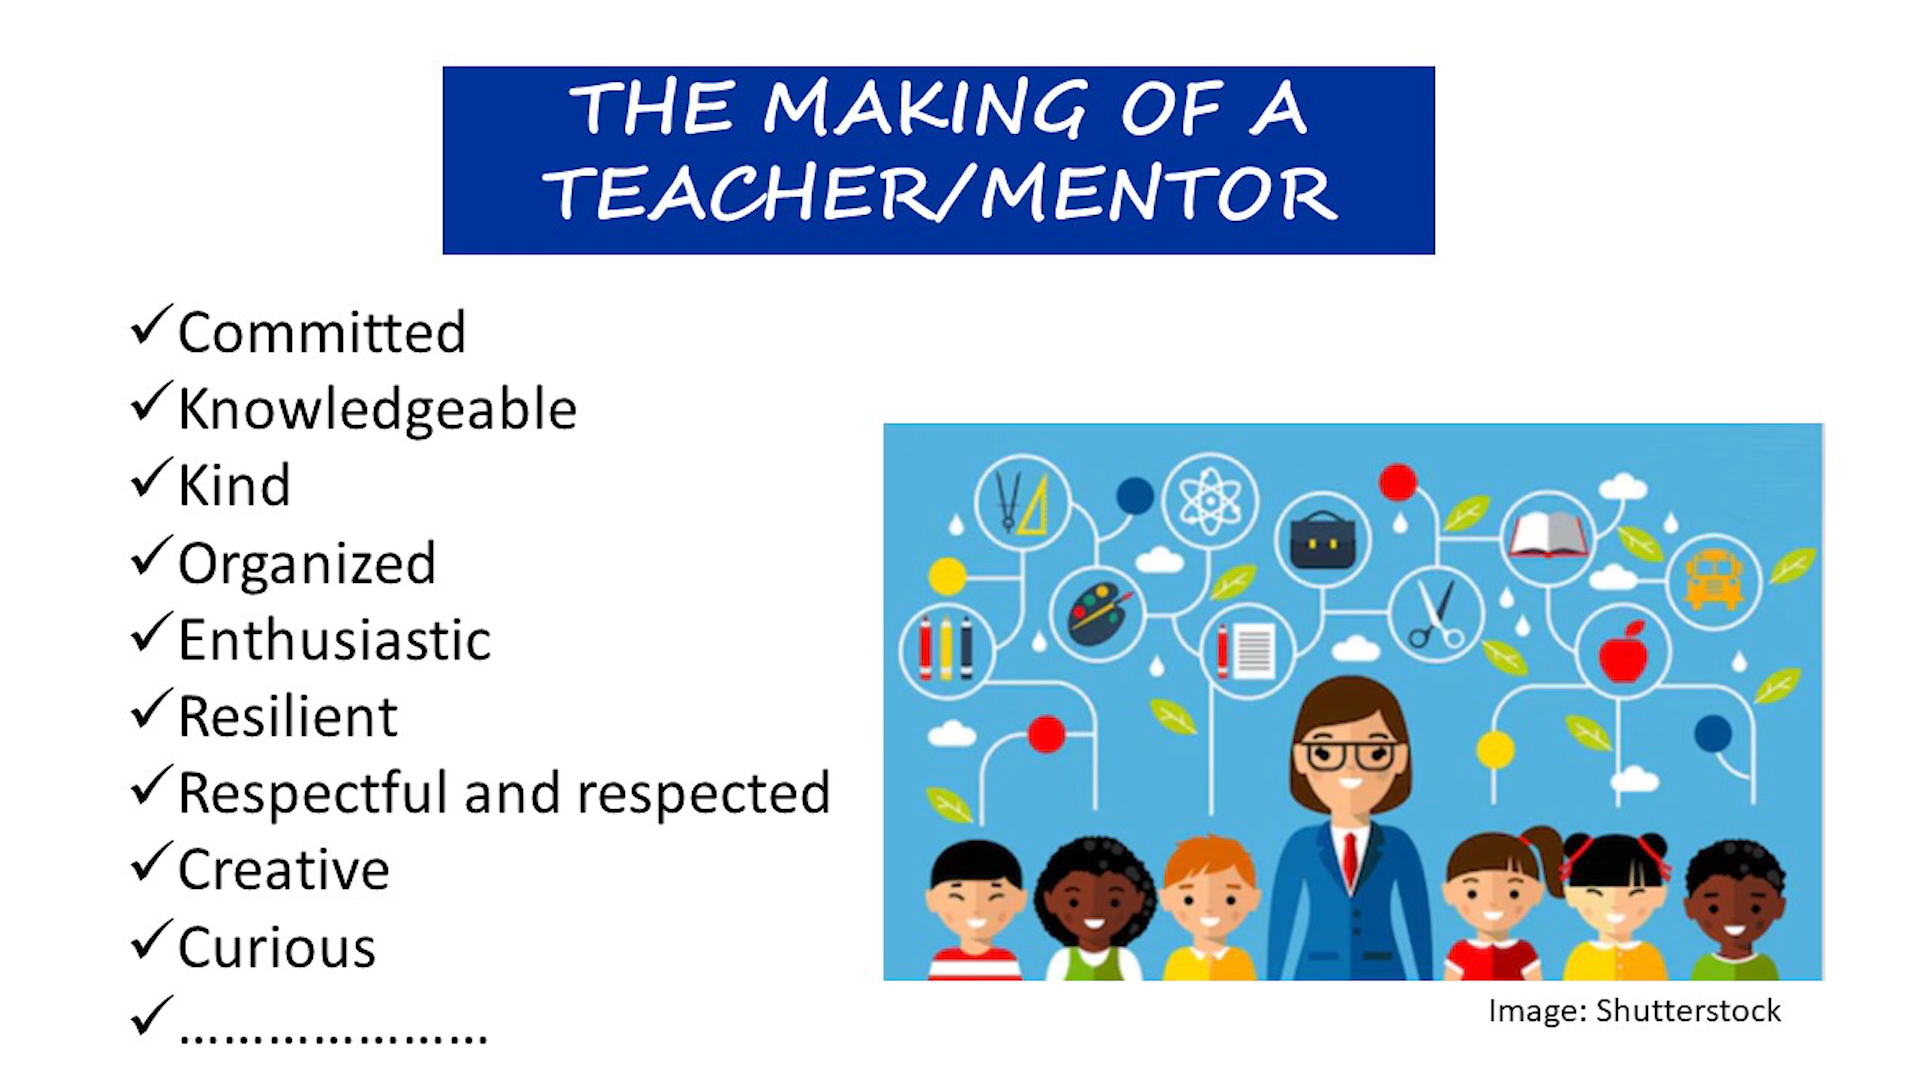 THE MAKING OF A
TEACHER/MENTOR
✓Committed
✓Knowledgeable
✓Kind
✓Organized
✓Enthusiastic
✓Resilient
✓Respectful and respected
✓Creative
✓Curious
✓.....................
Image: Shutterstock